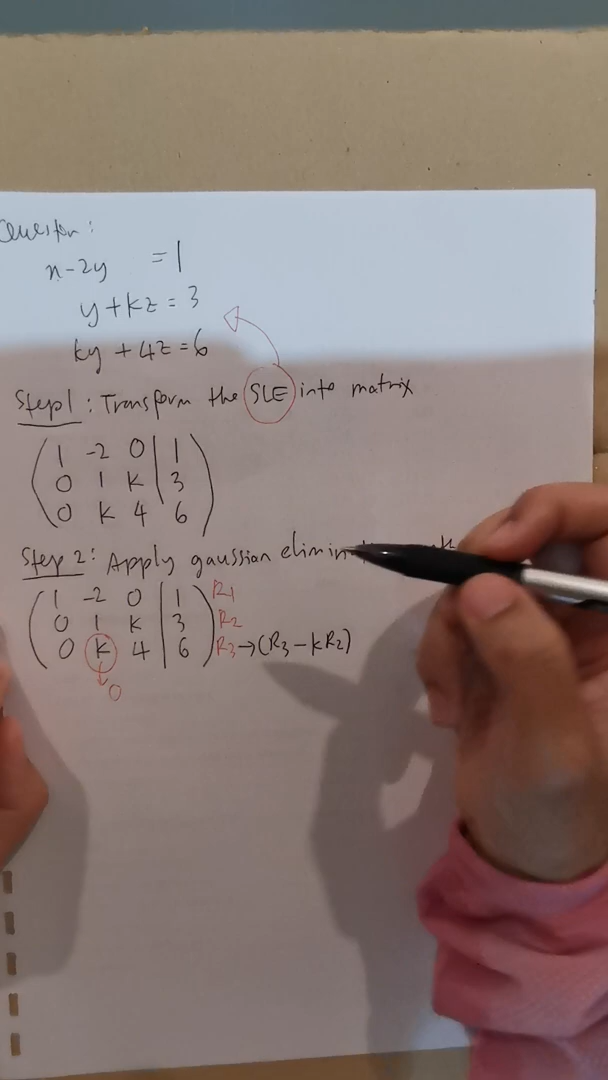 Question:
x-2y =1
y+kz=3
ky+4z=6
Step1: Transform the SLE into matrix
1 -2 0 | 1
0 1 k | 3
0 k 4 | 6
Step 2: Apply gaussian
1 -2 0 | 1 R1
0 1 k | 3 R2
0 k 4 | 6 R3→(R3-kR2)
0